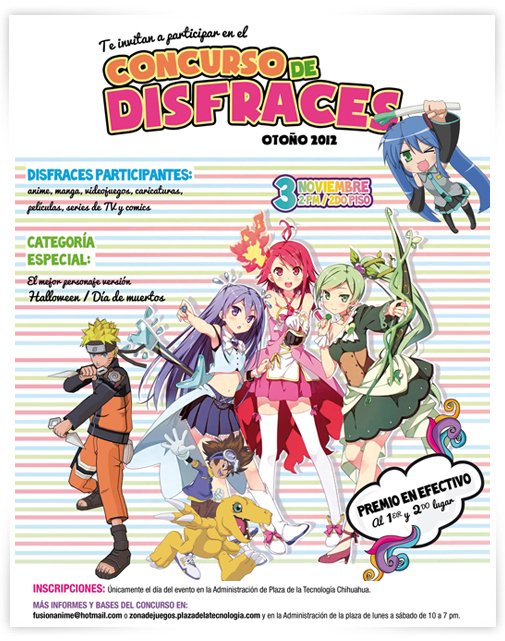 Te invitan a participar en el
CONCURSO DE
DISFRACES
OTOÑO 2012
DISFRACES PARTICIPANTES:
anime, manga, videojuegos, caricaturas,
películas, series de TV y comics
3 NOVIEMBRE
2 P.M. / 2DO PISO
CATEGORÍA
ESPECIAL:
El mejor personaje versión
Halloween / Día de muertos
PREMIO EN EFECTIVO
Al 1ER y 2DO lugar
INSCRIPCIONES: Únicamente el día del evento en la Administración de Plaza de la Tecnología Chihuahua.
MÁS INFORMES Y BASES DEL CONCURSO EN:
fusionanime@hotmail.com o zonadejuegos.plazadelatecnologia.com y en la Administración de la plaza de lunes a sábado de 10 a 7 pm.